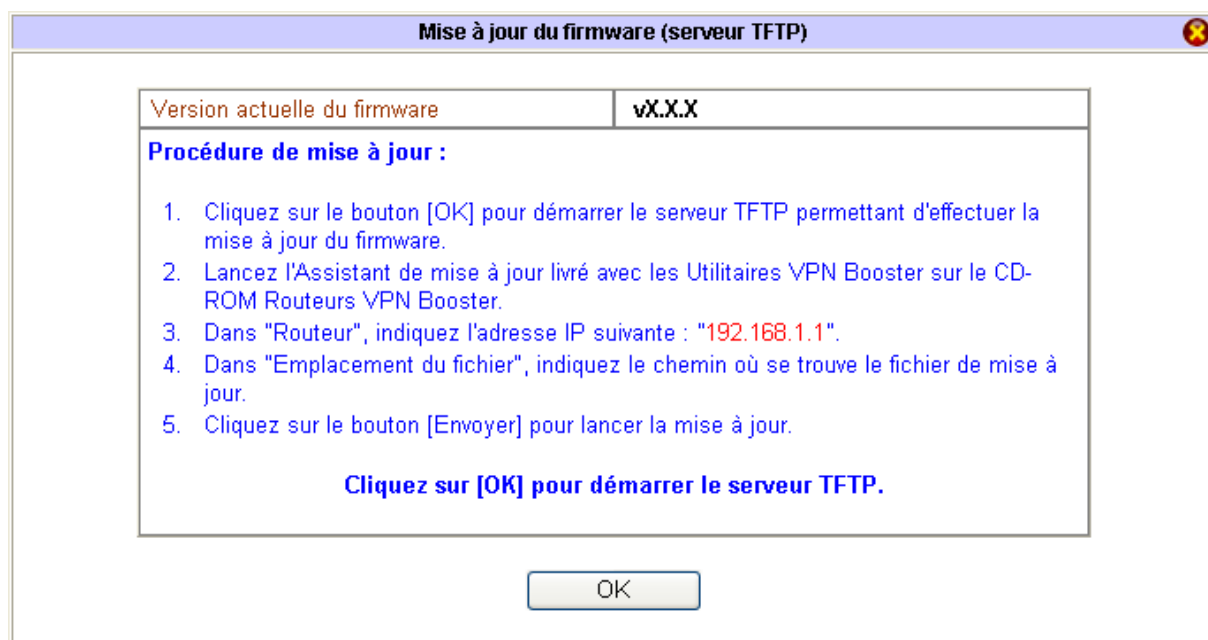 Mise à jour du firmware (serveur TFTP)
Version actuelle du firmware vX.X.X
Procédure de mise à jour :
1. Cliquez sur le bouton [OK] pour démarrer le serveur TFTP permettant d'effectuer la
mise à jour du firmware.
2. Lancez l'Assistant de mise à jour livré avec les Utilitaires VPN Booster sur le CD-
ROM Routeurs VPN Booster.
3. Dans "Routeur", indiquez l'adresse IP suivante : "192.168.1.1".
4. Dans "Emplacement du fichier", indiquez le chemin où se trouve le fichier de mise à
jour.
5. Cliquez sur le bouton [Envoyer] pour lancer la mise à jour.
Cliquez sur [OK] pour démarrer le serveur TFTP.
OK